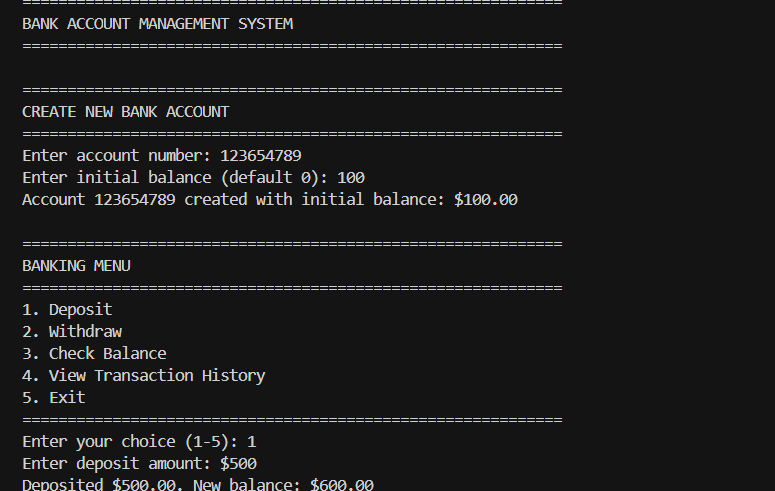 ============================================================
BANK ACCOUNT MANAGEMENT SYSTEM
============================================================
============================================================
CREATE NEW BANK ACCOUNT
============================================================
Enter account number: 123654789
Enter initial balance (default 0): 100
Account 123654789 created with initial balance: $100.00
============================================================
BANKING MENU
============================================================
1. Deposit
2. Withdraw
3. Check Balance
4. View Transaction History
5. Exit
============================================================
Enter your choice (1-5): 1
Enter deposit amount: $500
Deposited $500.00. New balance: $600.00